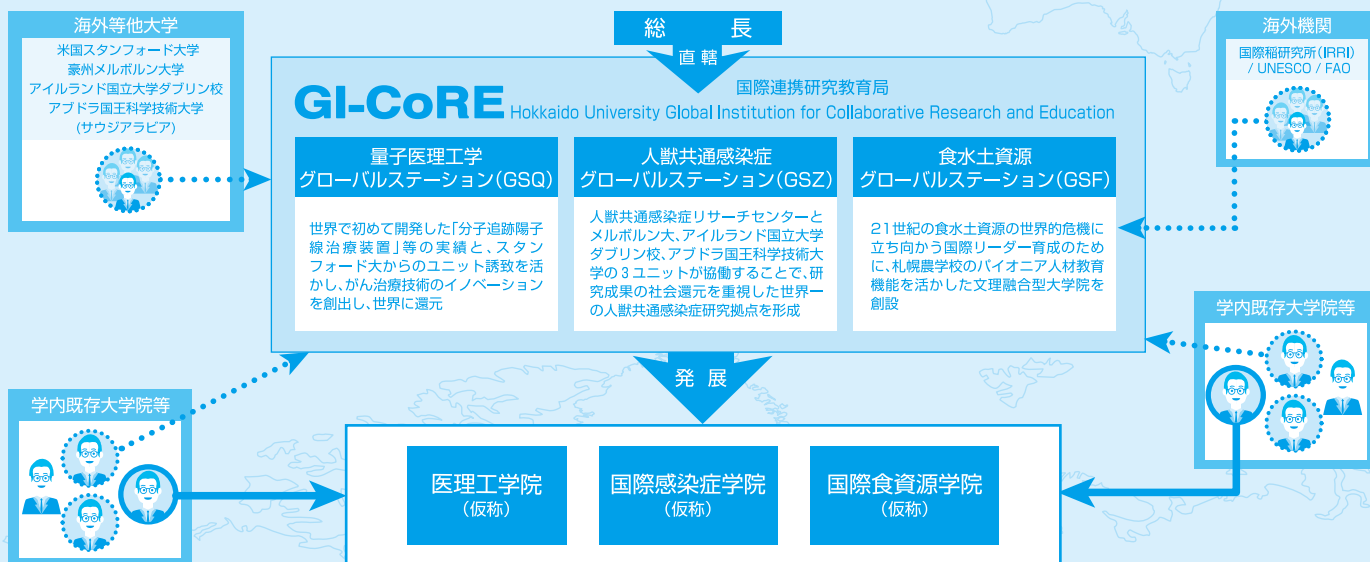 総長
直轄
海外等他大学
米国スタンフォード大学
豪州メルボルン大学
アイルランド国立大学ダブリン校
アブドラ国王科学技術大学
(サウジアラビア)
海外機関
国際稲研究所(IRRI)
/ UNESCO / FAO
国際連携研究教育局
GI-CoRE Hokkaido University Global Institution for Collaborative Research and Education
量子医理工学
グローバルステーション(GSQ)
世界で初めて開発した「分子追跡陽子
線治療装置」等の実績と、スタン
フォード大からのユニット誘致を活
かし、がん治療技術のイノベーション
を創出し、世界に還元
人獣共通感染症
グローバルステーション(GSZ)
人獣共通感染症リサーチセンターと
メルボルン大、アイルランド国立大学
ダブリン校、アブドラ国王科学技術大
学の3ユニットが協働することで、研
究成果の社会還元を重視した世界一
の人獣共通感染症研究拠点を形成
食水土資源
グローバルステーション(GSF)
21世紀の食水土資源の世界的危機に
立ち向かう国際リーダー育成のため
に、札幌農学校のパイオニア人材教育
機能を活かした文理融合型大学院を
創設
学内既存大学院等
発展
学内既存大学院等
医理工学院
(仮称)
国際感染症学院
(仮称)
国際食資源学院
(仮称)